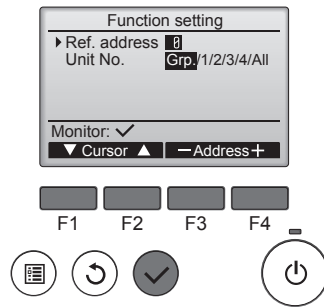 Function setting
Ref. address 0
Unit No. Grp./1/2/3/4/All
Monitor: ✓
▼ Cursor ▲ －Address＋
F1 F2 F3 F4